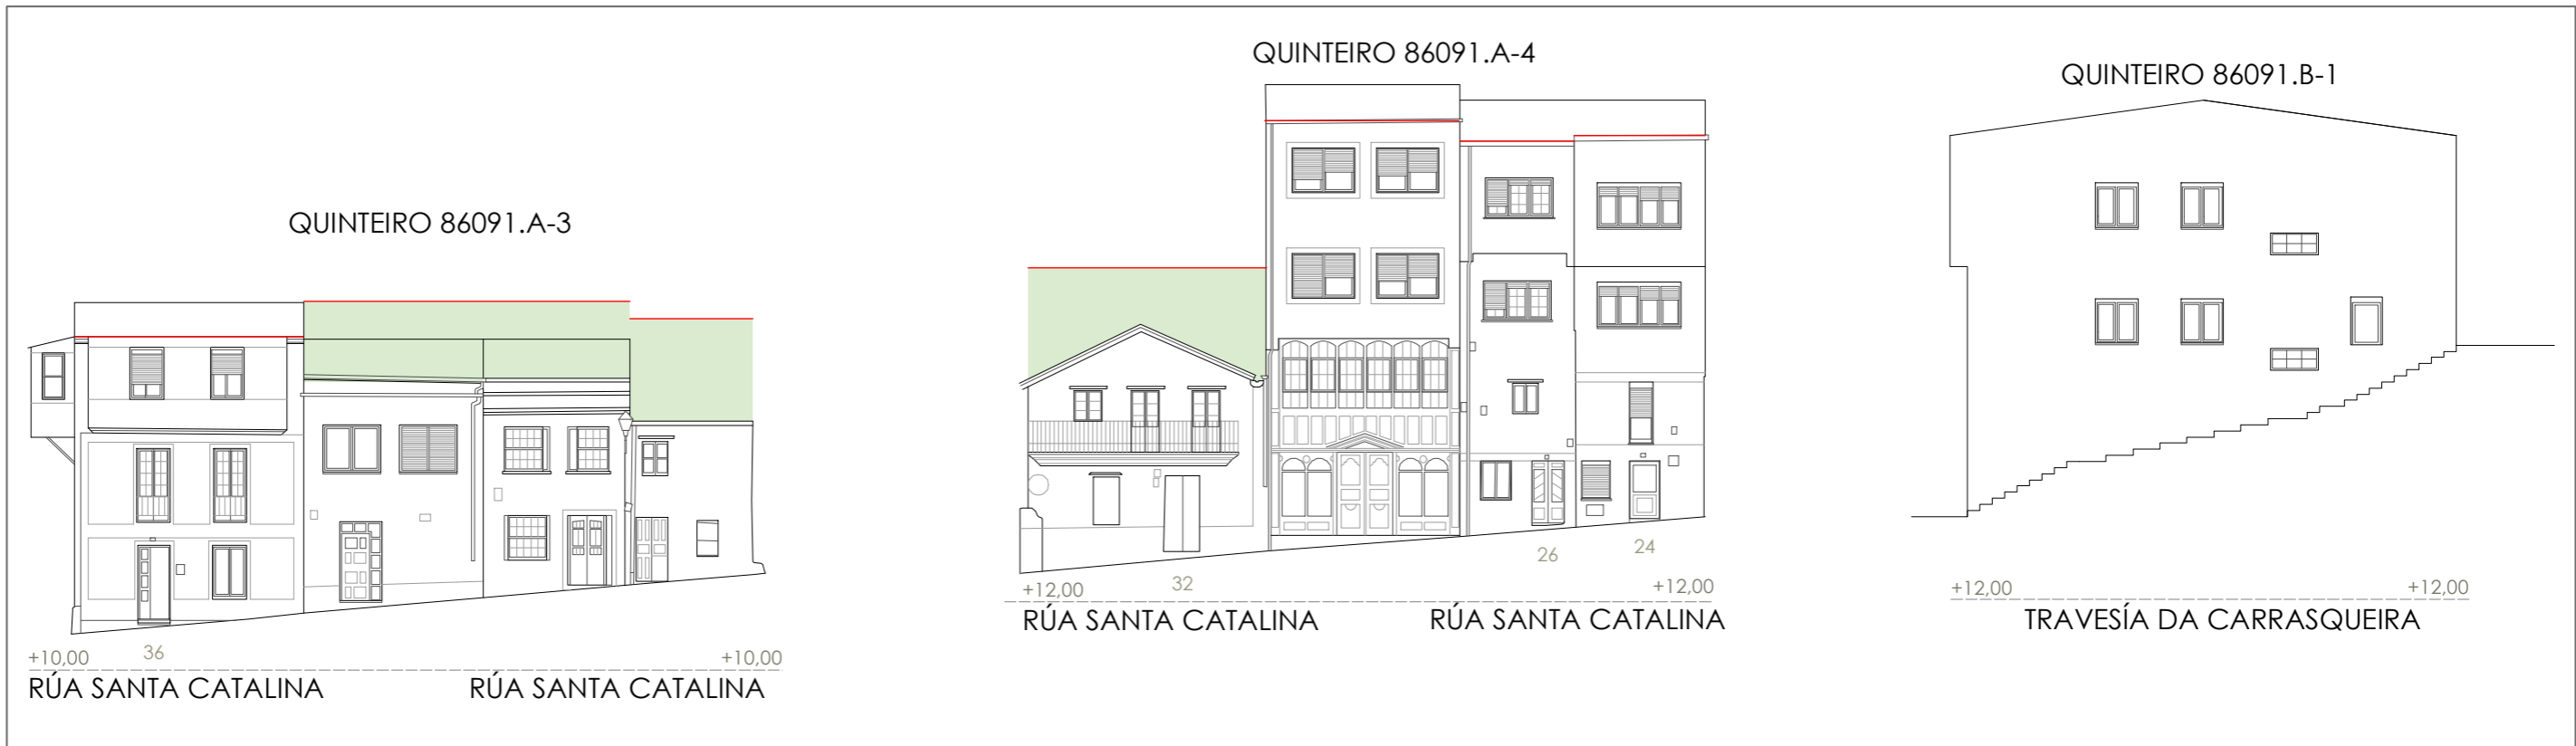 QUINTEIRO 86091.A-3
+10,00
36
+10,00
RÚA SANTA CATALINA
RÚA SANTA CATALINA
QUINTEIRO 86091.A-4
26
24
+12,00
32
+12,00
RÚA SANTA CATALINA
RÚA SANTA CATALINA
QUINTEIRO 86091.B-1
+12,00
+12,00
TRAVESÍA DA CARRASQUEIRA